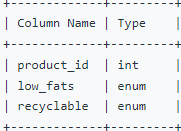 +-------------+---------+
| Column Name | Type    |
+-------------+---------+
| product_id  | int     |
| low_fats    | enum    |
| recyclable  | enum    |
+-------------+---------+